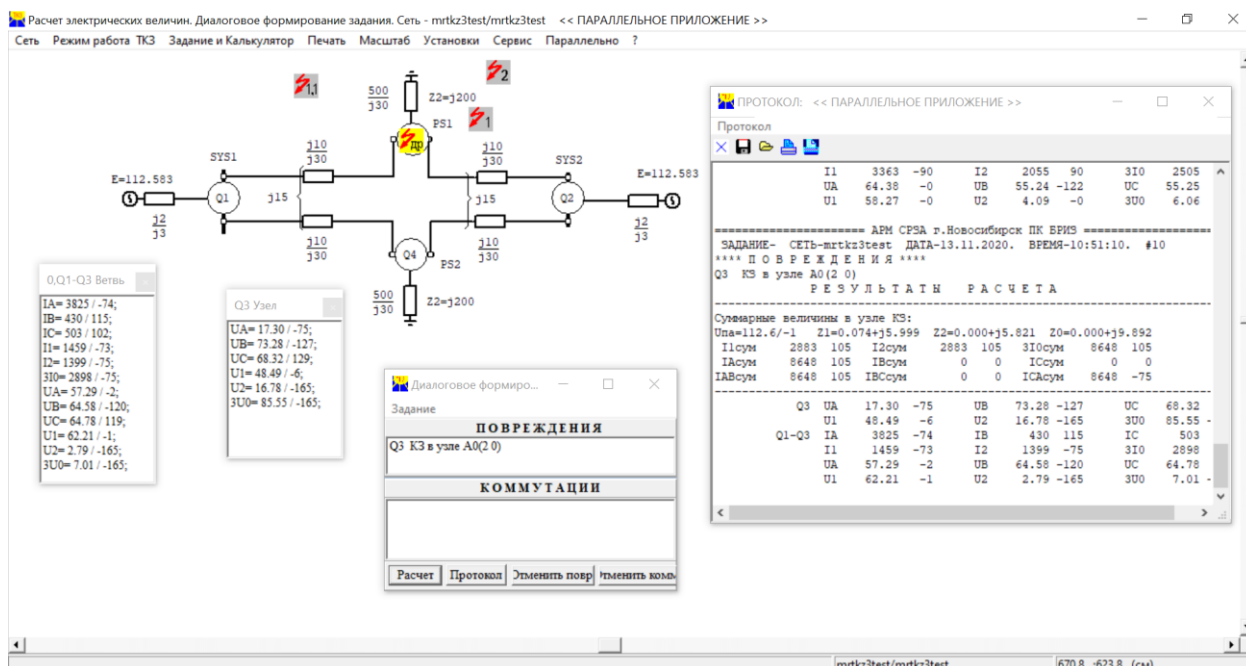 Расчет электрических величин. Диалоговое формирование задания. Сеть - mrtkz3test/mrtkz3test << ПАРАЛЛЕЛЬНОЕ ПРИЛОЖЕНИЕ >>
Сеть Режим работа ТКЗ Задание и Калькулятор Печать Масштаб Установки Сервис Параллельно ?
1.1
2
500
j30
Z2=j200
PS1
1
др
j10
j30
j10
j30
SYS1
SYS2
E=112.583
E=112.583
Q1
j15
j15
Q2
j2
j3
j2
j3
j10
j30
j10
j30
Q4
PS2
500
j30
Z2=j200
0,Q1-Q3 Ветвь
IA= 3825 / -74;
IB= 430 / 115;
IC= 503 / 102;
I1= 1459 / -73;
I2= 1399 / -75;
3I0= 2898 / -75;
UA= 57.29 / -2;
UB= 64.58 / -120;
UC= 64.78 / 119;
U1= 62.21 / -1;
U2= 2.79 / -165;
3U0= 7.01 / -165;
Q3 Узел
UA= 17.30 / -75;
UB= 73.28 / -127;
UC= 68.32 / 129;
U1= 48.49 / -6;
U2= 16.78 / -165;
3U0= 85.55 / -165;
Диалоговое формиро...
Задание
ПОВРЕЖДЕНИЯ
Q3 КЗ в узле A0(2 0)
КОММУТАЦИИ
Расчет Протокол Отменить повр тменить комм
ПРОТОКОЛ: << ПАРАЛЛЕЛЬНОЕ ПРИЛОЖЕНИЕ >>
Протокол
I1 3363 -90 I2 2055 90 3I0 2505
UA 64.38 -0 UB 55.24 -122 UC 55.25
U1 58.27 -0 U2 4.09 -0 3U0 6.06
==================== АРМ СРЗА г.Новосибирск ПК БРИЗ ====================
ЗАДАНИЕ- СЕТЬ-mrtkz3test ДАТА-13.11.2020. ВРЕМЯ-10:51:10. #10
**** П О В Р Е Ж Д Е Н И Я ****
Q3 КЗ в узле A0(2 0)
Р Е З У Л Ь Т А Т Ы Р А С Ч Е Т А
Суммарные величины в узле КЗ:
Uпа=112.6/-1 Z1=0.074+j5.999 Z2=0.000+j5.821 Z0=0.000+j9.892
I1сум 2883 105 I2сум 2883 105 3I0сум 8648 105
IAсум 8648 105 IBсум 0 0 ICсум 0 0
IABсум 8648 105 IBCсум 0 0 ICAсум 8648 -75
Q3 UA 17.30 -75 UB 73.28 -127 UC 68.32
U1 48.49 -6 U2 16.78 -165 3U0 85.55 -
Q1-Q3 IA 3825 -74 IB 430 115 IC 503
I1 1459 -73 I2 1399 -75 3I0 2898
UA 57.29 -2 UB 64.58 -120 UC 64.78
U1 62.21 -1 U2 2.79 -165 3U0 7.01 -
mrtkz3test/mrtkz3test
670.8 :623.8 (см)